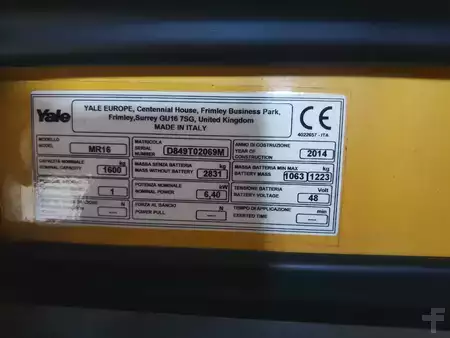 Yale
YALE EUROPE, Centennial House, Frimley Business Park,
Frimley,Surrey GU16 7SG, United Kingdom
MADE IN ITALY
CE
4022657 - ITA
MODELLO
MODEL
MR16
MATRICOLA
SERIAL
NUMBER
D849T02069M
ANNO DI COSTRUZIONE
YEAR OF
CONSTRUCTION
2014
CAPACITÀ NOMINALE
NOMINAL CAPACITY
kg
1600
MASSA SENZA BATTERIA
MASS WITHOUT BATTERY
kg
2831
MASSA BATTERIA MIN MAX
BATTERY MASS
kg
1063 1223
N
1
POTENZA NOMINALE
NOMINAL POWER
kW
6,40
TENSIONE BATTERIA
BATTERY VOLTAGE
Volt
48
N
FORZA AL GANCIO
POWER PULL
N
TEMPO DI APPLICAZIONE
EXERTED TIME
min